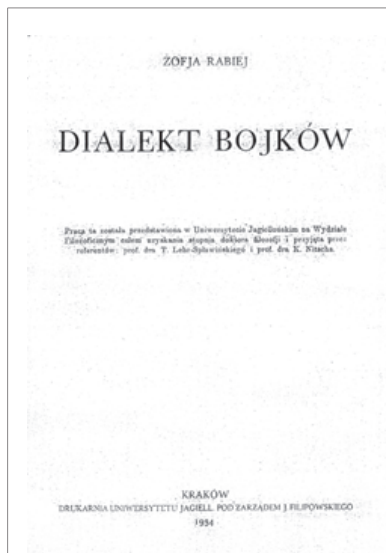 ZOFJA RABIEJ
DIALEKT BOJKÓW
Praca ta została przedstawiona w Uniwersytecie Jagiellońskim na Wydziale
Filozoficznym celem uzyskania stopnia doktora filozofji i przyjęta przez
referentów: prof. dra T. Lehr-Spławińskiego i prof. dra K. Nitscha.
KRAKÓW
DRUKARNIA UNIWERSYTETU JAGIELL. POD ZARZĄDEM J. FILIPOWSKIEGO
1934